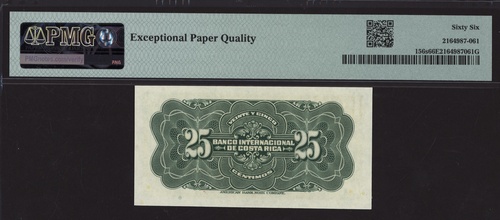 PMG
Exceptional Paper Quality
Sixty Six
2164987-061
156s66E2164987061G
VEINTE Y CINCO
25 BANCO INTERNACIONAL 25
DE COSTA RICA
CENTIMOS